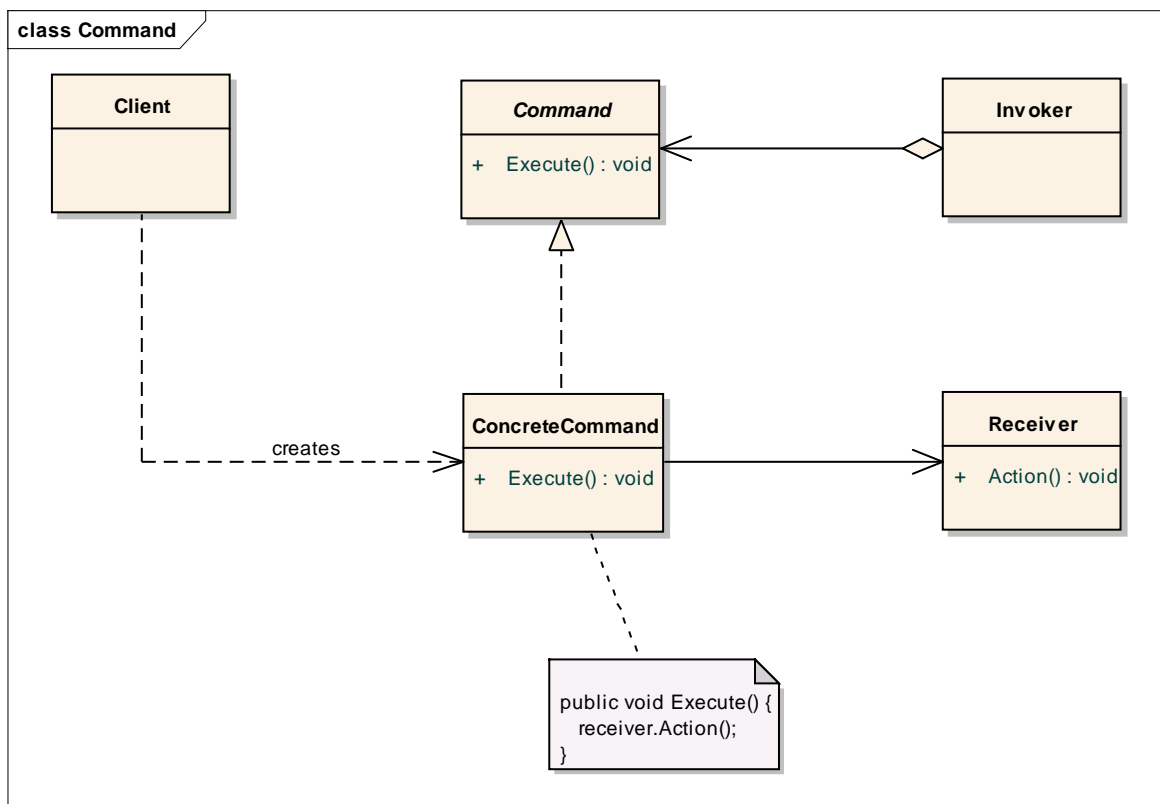 class Command
Client
Command
+ Execute() : void
Invoker
creates
ConcreteCommand
+ Execute() : void
Receiver
+ Action() : void
public void Execute() {
receiver.Action();
}